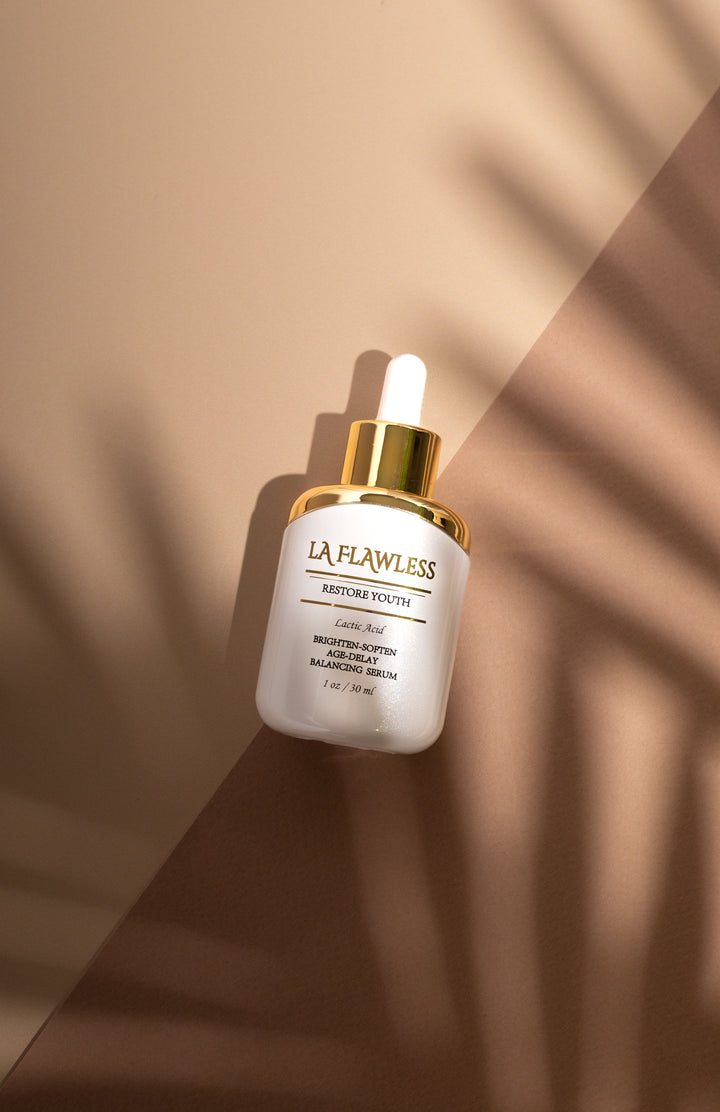 LA FLAWLESS
RESTORE YOUTH
Lactic Acid
BRIGHTEN-SOFTEN
AGE-DELAY
BALANCING SERUM
1 oz / 30 ml